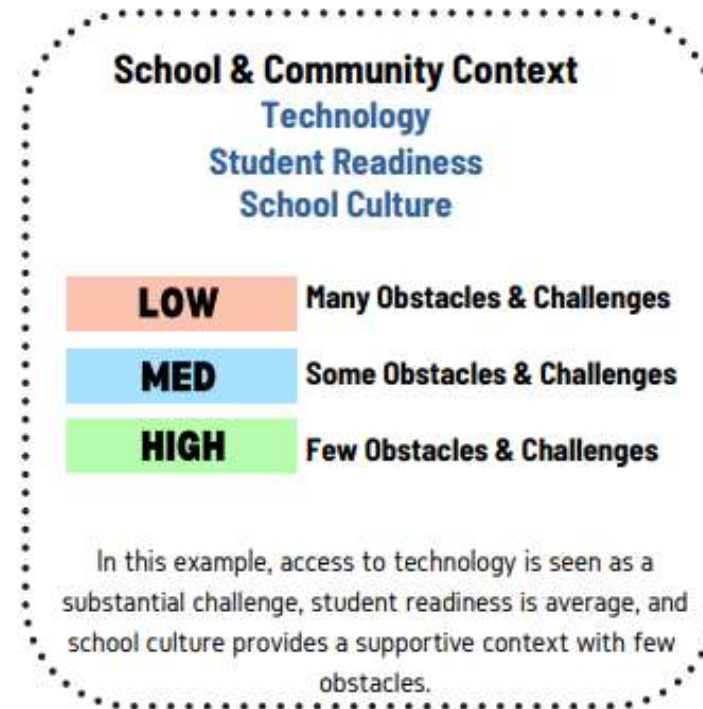 School & Community Context
Technology
Student Readiness
School Culture
LOW Many Obstacles & Challenges
MED Some Obstacles & Challenges
HIGH Few Obstacles & Challenges
In this example, access to technology is seen as a
substantial challenge, student readiness is average, and
school culture provides a supportive context with few
obstacles.